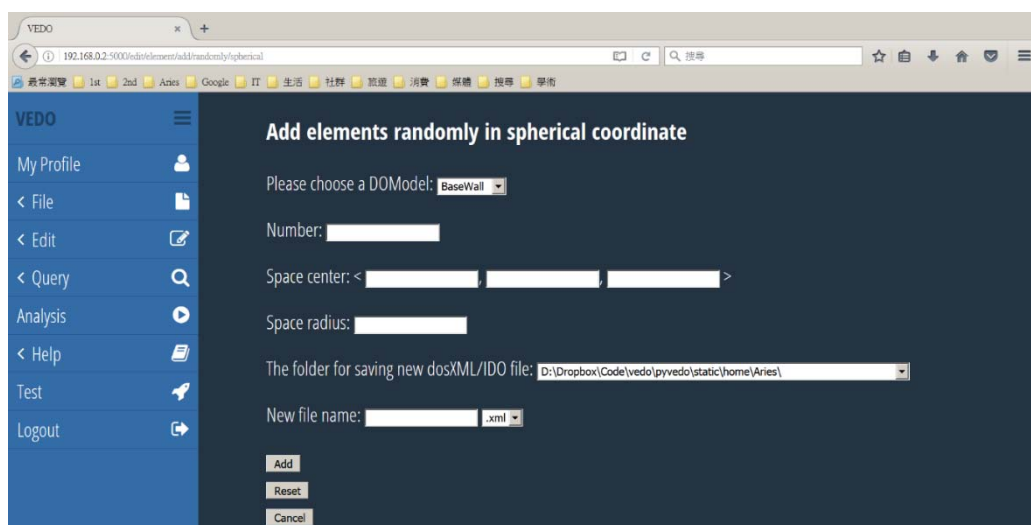 VEDO × +
192.168.0.2:5000/edit/element/add/randomly/spherical 搜尋
最常瀏覽 1st 2nd Aries Google IT 生活 社群 旅遊 消費 媒體 搜尋 學術
VEDO
My Profile
< File
< Edit
< Query
Analysis
< Help
Test
Logout
Add elements randomly in spherical coordinate
Please choose a DOModel: BaseWall
Number:
Space center: < , , >
Space radius:
The folder for saving new dosXML/IDO file: D:\Dropbox\Code\vedo\pyvedo\static\home\Aries\
New file name: .xml
Add
Reset
Cancel